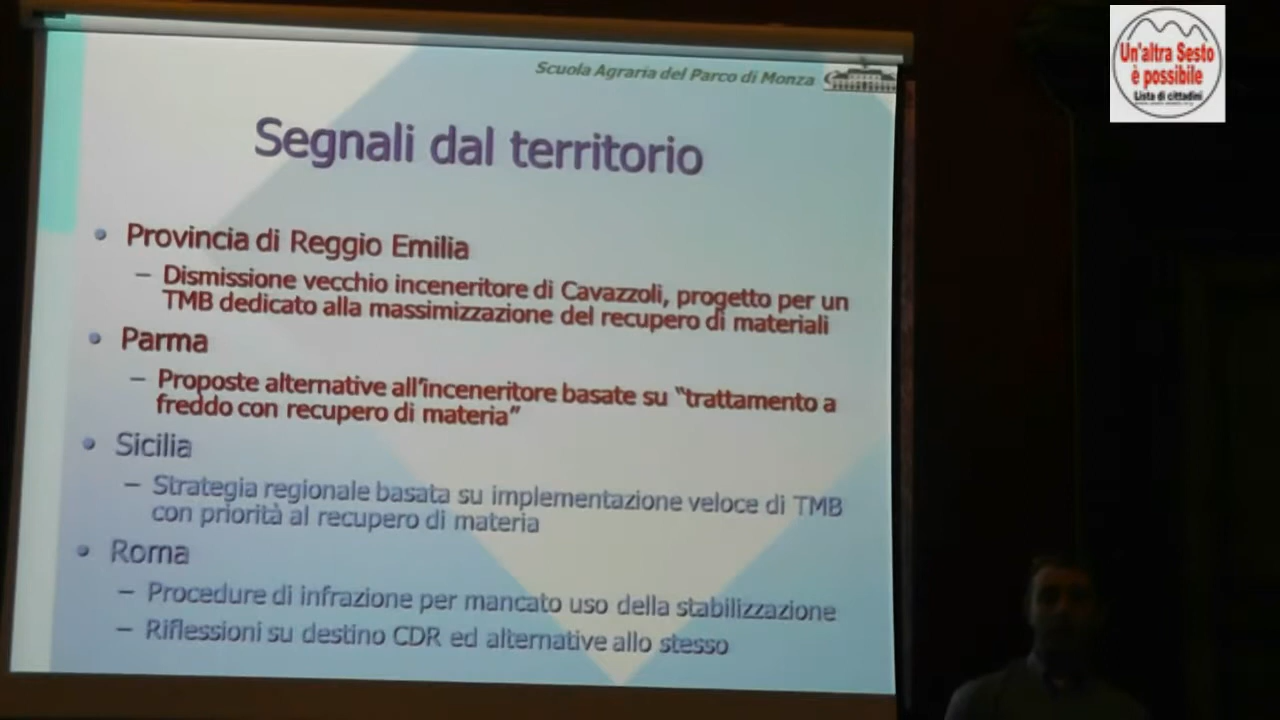 Scuola Agraria del Parco di Monza
Un'altra Sesto
è possibile
Lista di cittadini
Segnali dal territorio
• Provincia di Reggio Emilia
– Dismissione vecchio inceneritore di Cavazzoli, progetto per un
TMB dedicato alla massimizzazione del recupero di materiali
• Parma
– Proposte alternative all'inceneritore basate su "trattamento a
freddo con recupero di materia"
• Sicilia
– Strategia regionale basata su implementazione veloce di TMB
con priorità al recupero di materia
• Roma
– Procedure di infrazione per mancato uso della stabilizzazione
– Riflessioni su destino CDR ed alternative allo stesso